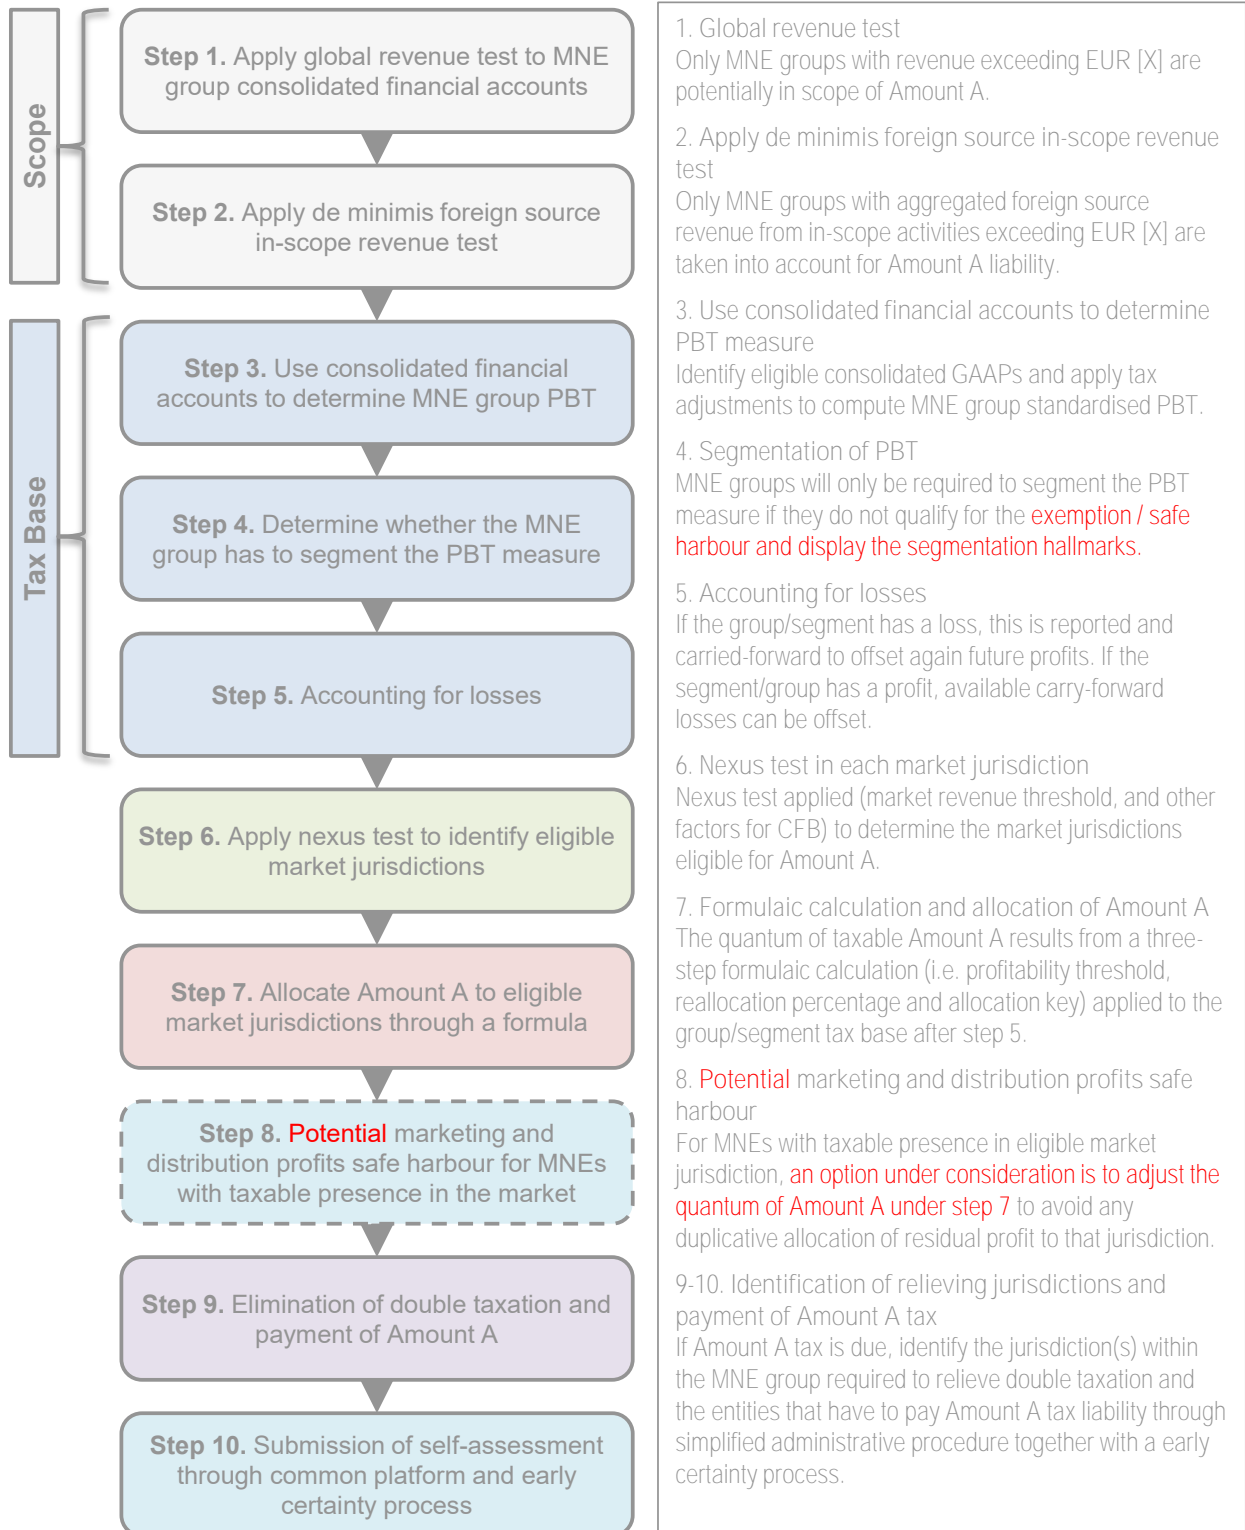 Scope
Tax Base
Step 1. Apply global revenue test to MNE
group consolidated financial accounts
Step 2. Apply de minimis foreign source
in-scope revenue test
Step 3. Use consolidated financial
accounts to determine MNE group PBT
Step 4. Determine whether the MNE
group has to segment the PBT measure
Step 5. Accounting for losses
Step 6. Apply nexus test to identify eligible
market jurisdictions
Step 7. Allocate Amount A to eligible
market jurisdictions through a formula
Step 8. Potential marketing and
distribution profits safe harbour for MNEs
with taxable presence in the market
Step 9. Elimination of double taxation and
payment of Amount A
Step 10. Submission of self-assessment
through common platform and early
certainty process
1. Global revenue test
Only MNE groups with revenue exceeding EUR [X] are
potentially in scope of Amount A.
2. Apply de minimis foreign source in-scope revenue
test
Only MNE groups with aggregated foreign source
revenue from in-scope activities exceeding EUR [X] are
taken into account for Amount A liability.
3. Use consolidated financial accounts to determine
PBT measure
Identify eligible consolidated GAAPs and apply tax
adjustments to compute MNE group standardised PBT.
4. Segmentation of PBT
MNE groups will only be required to segment the PBT
measure if they do not qualify for the exemption / safe
harbour and display the segmentation hallmarks.
5. Accounting for losses
If the group/segment has a loss, this is reported and
carried-forward to offset again future profits. If the
segment/group has a profit, available carry-forward
losses can be offset.
6. Nexus test in each market jurisdiction
Nexus test applied (market revenue threshold, and other
factors for CFB) to determine the market jurisdictions
eligible for Amount A.
7. Formulaic calculation and allocation of Amount A
The quantum of taxable Amount A results from a three-
step formulaic calculation (i.e. profitability threshold,
reallocation percentage and allocation key) applied to the
group/segment tax base after step 5.
8. Potential marketing and distribution profits safe
harbour
For MNEs with taxable presence in eligible market
jurisdiction, an option under consideration is to adjust the
quantum of Amount A under step 7 to avoid any
duplicative allocation of residual profit to that jurisdiction.
9-10. Identification of relieving jurisdictions and
payment of Amount A tax
If Amount A tax is due, identify the jurisdiction(s) within
the MNE group required to relieve double taxation and
the entities that have to pay Amount A tax liability through
simplified administrative procedure together with a early
certainty process.